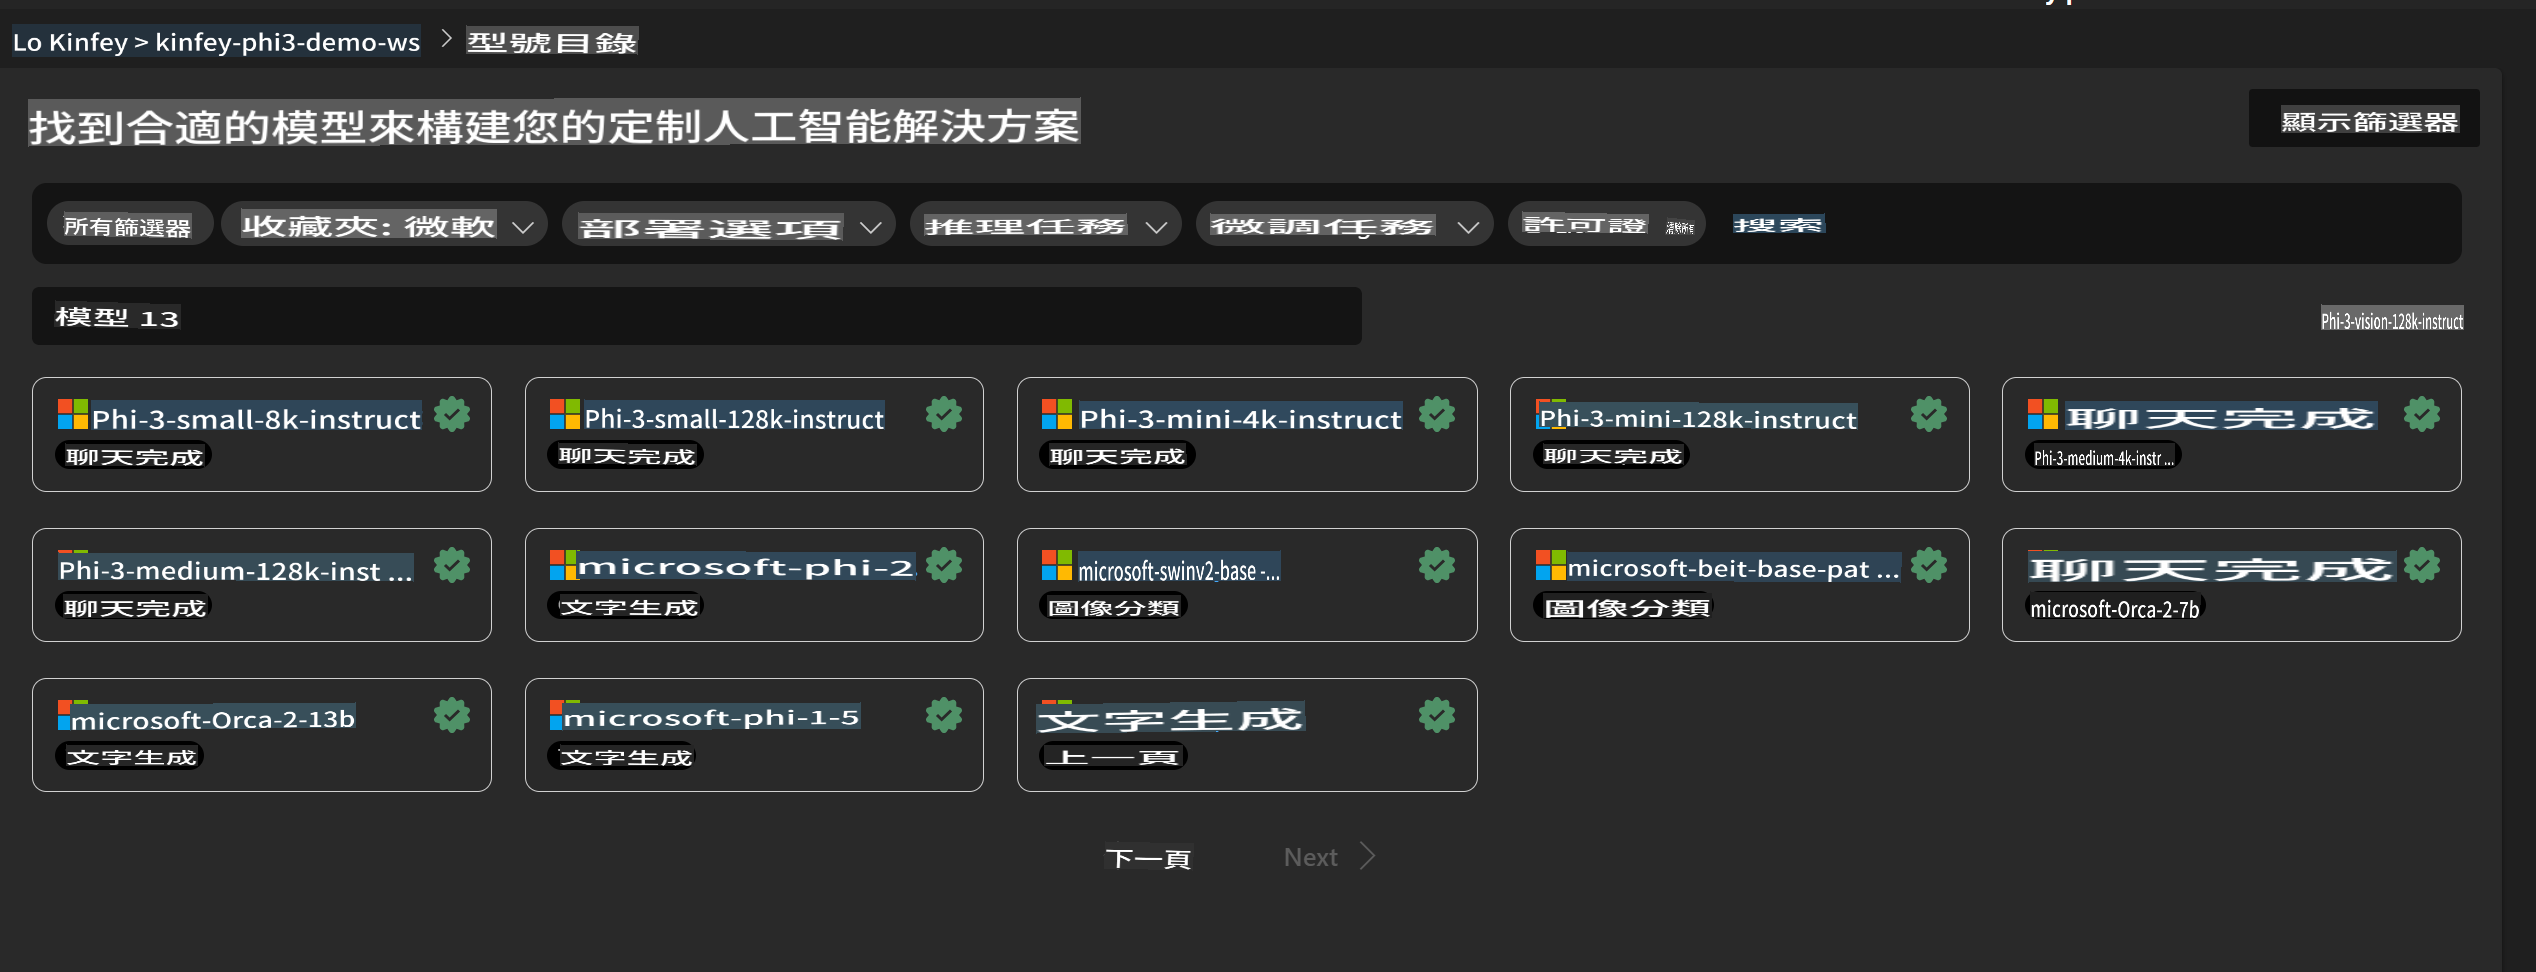 Lo Kinfey > kinfey-phi3-demo-ws > 型號目錄
找到合適的模型來構建您的定制人工智能解決方案
顯示篩選器
所有篩選器 收藏夾: 微軟 部署選項 推理任務 微調任務 許可證 清除所有 搜索
模型 13
Phi-3-vision-128k-instruct
Phi-3-small-8k-instruct
聊天完成
Phi-3-small-128k-instruct
聊天完成
Phi-3-mini-4k-instruct
聊天完成
Phi-3-mini-128k-instruct
聊天完成
聊天完成
Phi-3-medium-4k-instr ...
Phi-3-medium-128k-inst ...
聊天完成
microsoft-phi-2
文字生成
microsoft-swinv2-base -...
圖像分類
microsoft-beit-base-pat ...
圖像分類
聊天完成
microsoft-Orca-2-7b
microsoft-Orca-2-13b
文字生成
microsoft-phi-1-5
文字生成
文字生成
上一頁
下一頁 Next